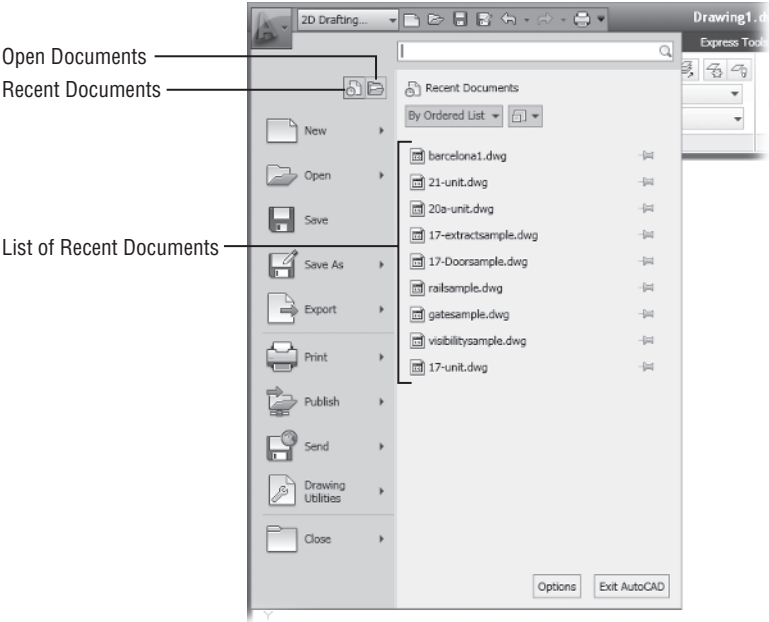 2D Drafting...
Drawing1.d
Express Tools
Open Documents
Recent Documents
Recent Documents
By Ordered List
New
barcelona1.dwg
Open
21-unit.dwg
20a-unit.dwg
Save
17-extractsample.dwg
List of Recent Documents
Save As
17-Doorsample.dwg
railsample.dwg
Export
gatesample.dwg
visibilitysample.dwg
Print
17-unit.dwg
Publish
Send
Drawing
Utilities
Close
Options
Exit AutoCAD
Y